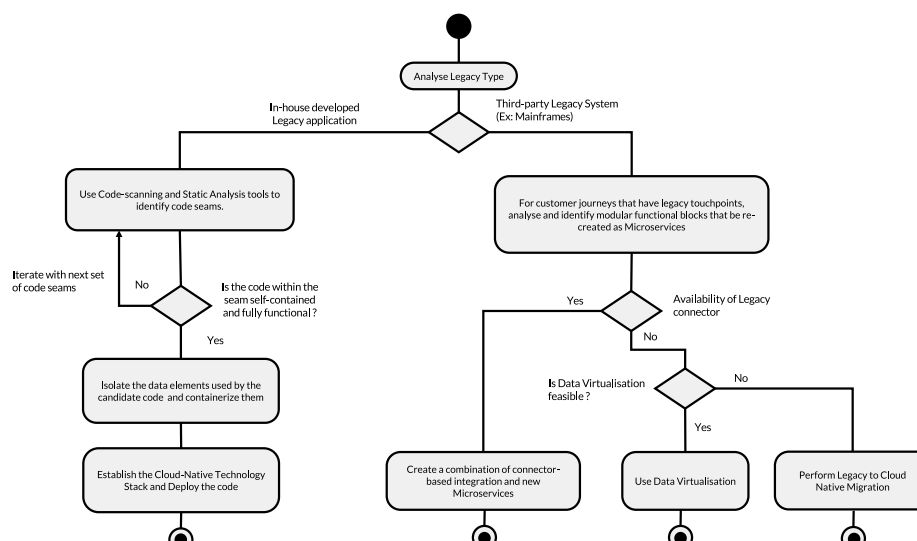 Analyse Legacy Type
In-house developed
Legacy application
Third-party Legacy System
(Ex: Mainframes)
Use Code-scanning and Static Analysis tools to
identify code seams.
For customer journeys that have legacy touchpoints,
analyse and identify modular functional blocks that be re-
created as Microservices
Iterate with next set
of code seams
No
Is the code within the
seam self-contained
and fully functional ?
Yes
Yes
Availability of Legacy
connector
No
Isolate the data elements used by the
candidate code and containerize them
Is Data Virtualisation
feasible ?
No
Yes
Establish the Cloud-Native Technology
Stack and Deploy the code
Create a combination of connector-
based integration and new
Microservices
Use Data Virtualisation
Perform Legacy to Cloud
Native Migration